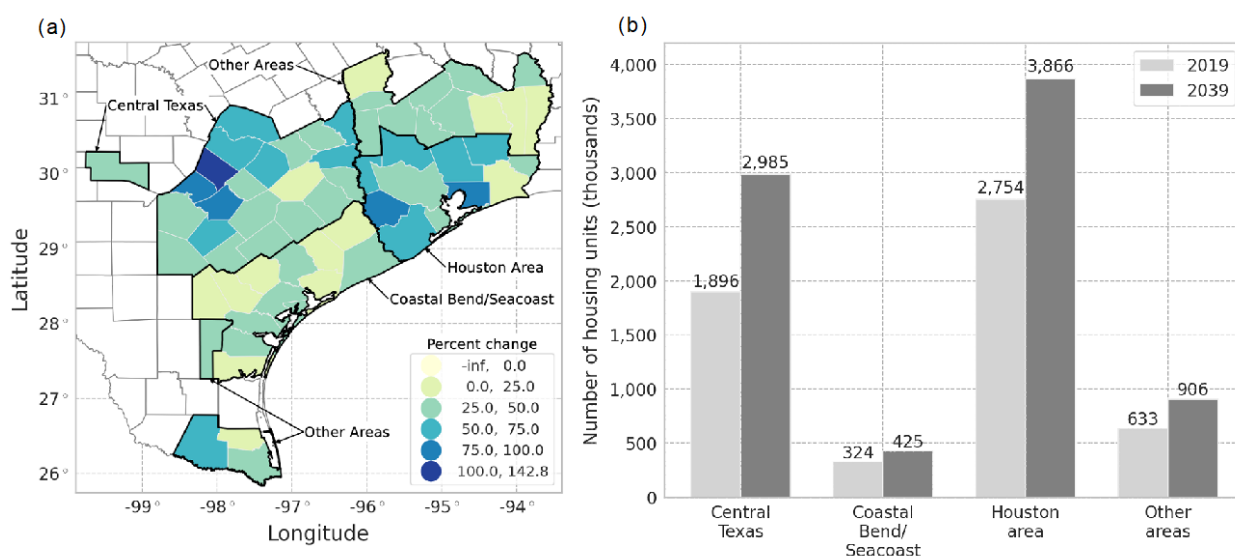 (a)
Other Areas
Central Texas
Houston Area
Coastal Bend/Seacoast
Other Areas
Percent change
-inf, 0.0
0.0, 25.0
25.0, 50.0
50.0, 75.0
75.0, 100.0
100.0, 142.8
31°
30°
29°
28°
27°
26°
Latitude
-99° -98° -97° -96° -95° -94°
Longitude
(b)
2019
2039
4,000
3,500
3,000
2,500
2,000
1,500
1,000
500
0
Number of housing units (thousands)
1,896 2,985
324 425
2,754 3,866
633 906
Central
Texas
Coastal
Bend/
Seacoast
Houston
area
Other
areas